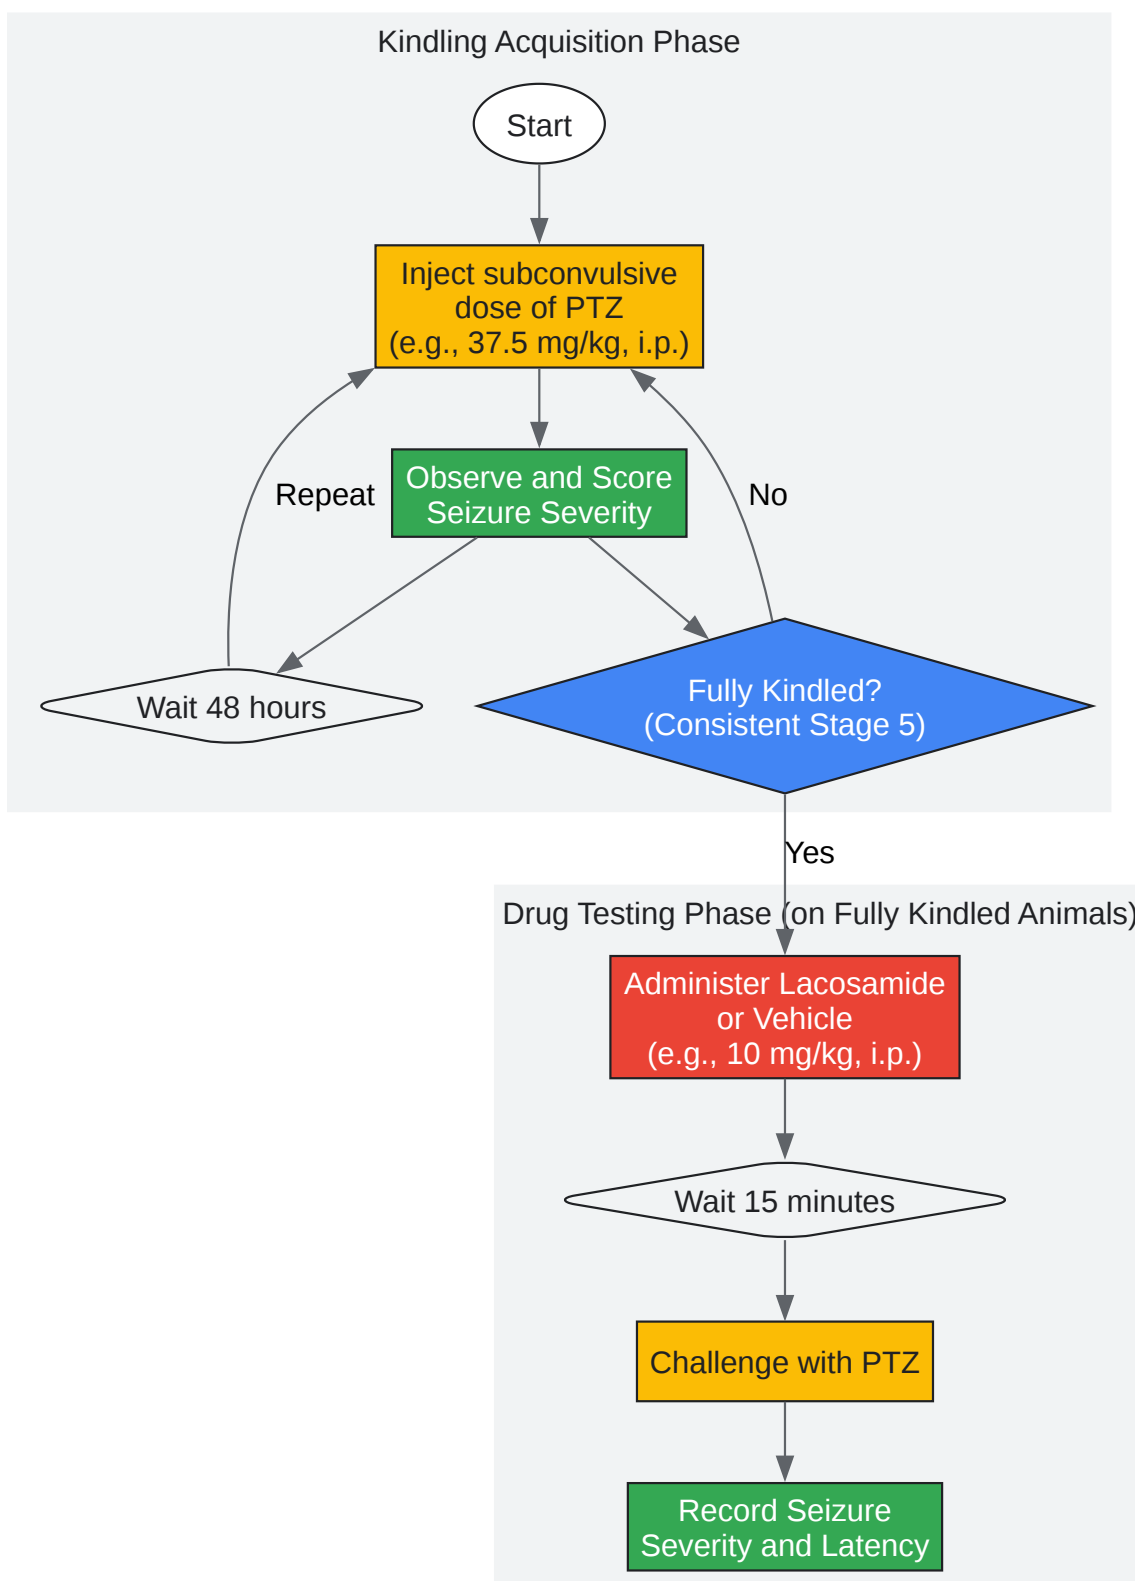 Kindling Acquisition Phase
Start
Inject subconvulsive
dose of PTZ
(e.g., 37.5 mg/kg, i.p.)
Repeat
Observe and Score
Seizure Severity
No
Wait 48 hours
Fully Kindled?
(Consistent Stage 5)
Yes
Drug Testing Phase (on Fully Kindled Animals)
Administer Lacosamide
or Vehicle
(e.g., 10 mg/kg, i.p.)
Wait 15 minutes
Challenge with PTZ
Record Seizure
Severity and Latency